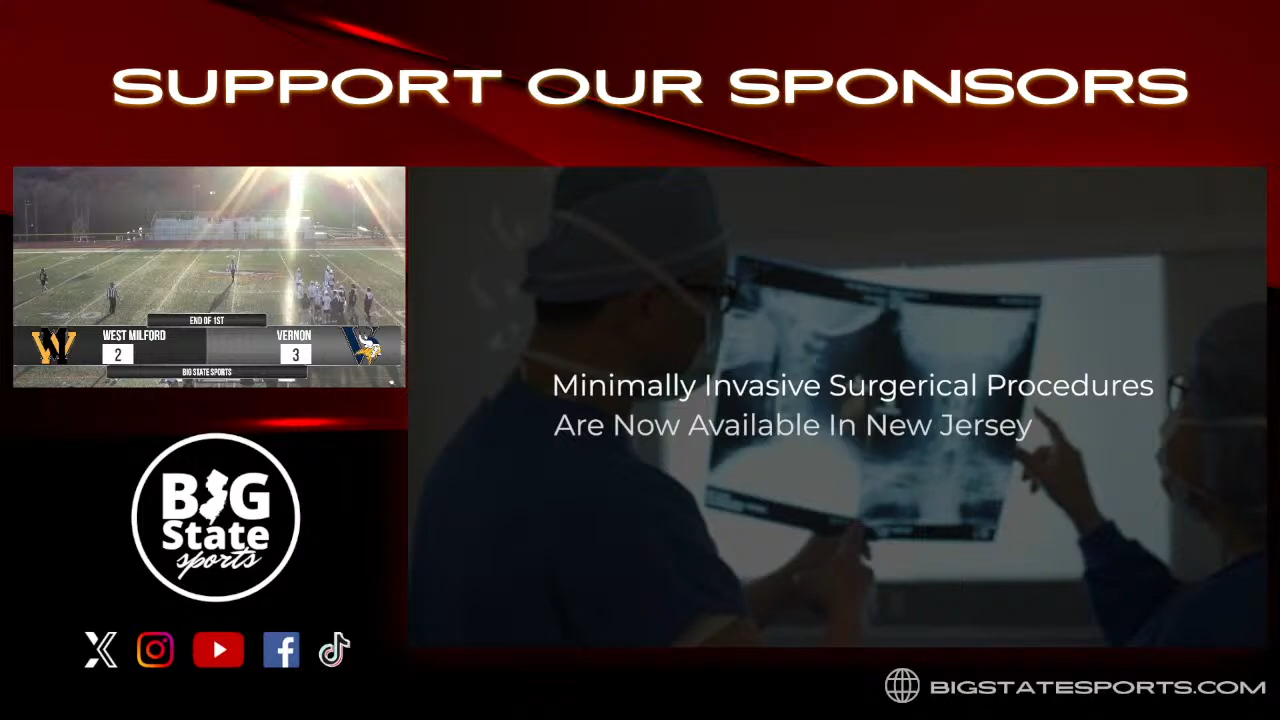 SUPPORT OUR SPONSORS
END OF 1ST
WEST MILFORD
VERNON
2
3
BIG STATE SPORTS
W
V
BIG
State
sports
Minimally Invasive Surgerical Procedures
Are Now Available In New Jersey
BIGSTATESPORTS.COM